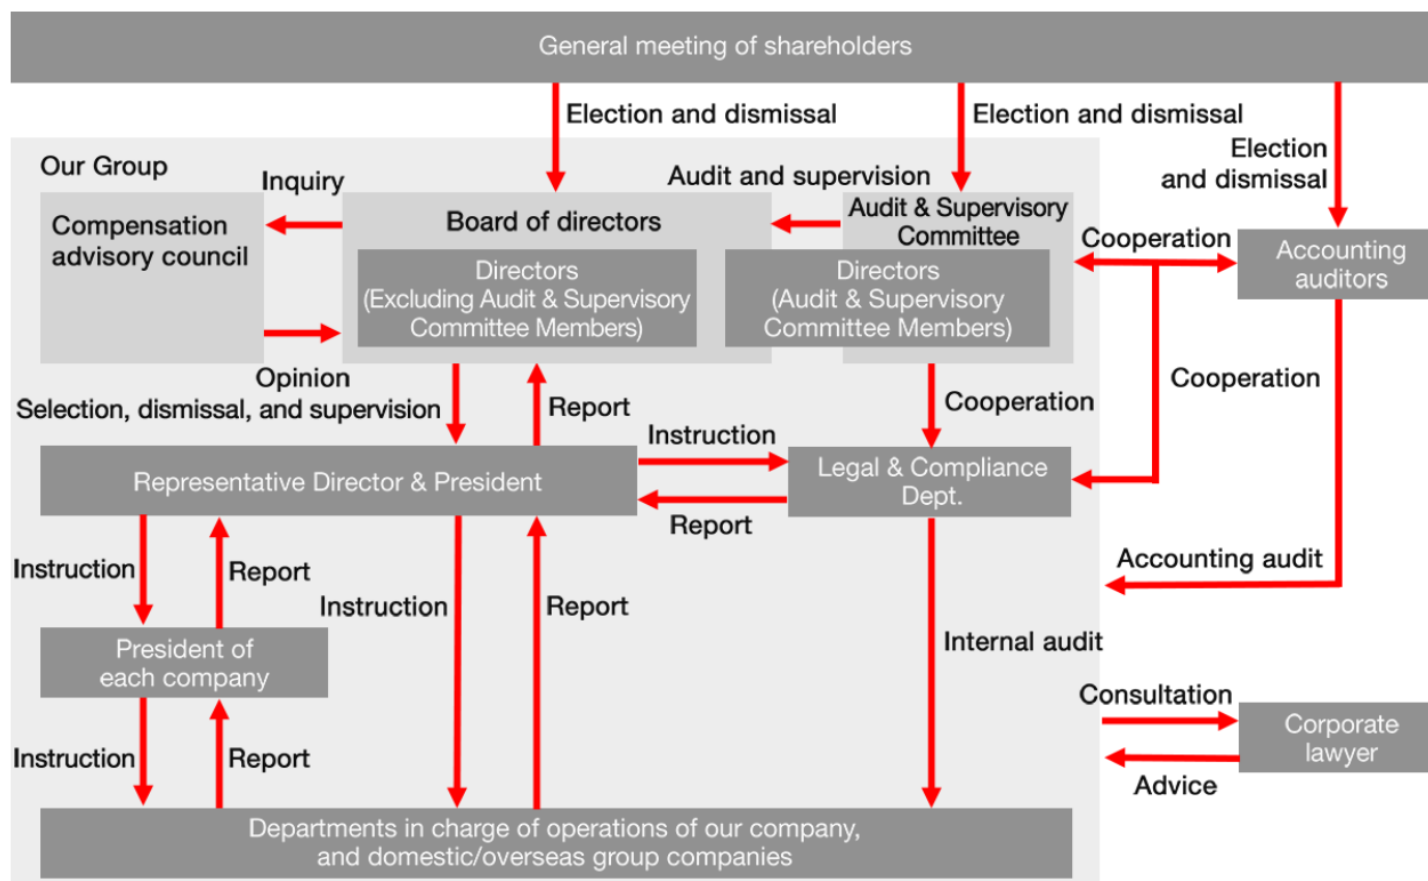 General meeting of shareholders
Election and dismissal
Election and dismissal
Election
and dismissal
Our Group
Inquiry
Audit and supervision
Compensation
advisory council
Board of directors
Audit & Supervisory
Committee
Cooperation
Accounting
auditors
Directors
(Excluding Audit & Supervisory
Committee Members)
Directors
(Audit & Supervisory
Committee Members)
Opinion
Selection, dismissal, and supervision
Report
Cooperation
Cooperation
Instruction
Representative Director & President
Legal & Compliance
Dept.
Report
Instruction
Report
Instruction
Report
Accounting audit
President of
each company
Internal audit
Consultation
Corporate
lawyer
Advice
Instruction
Report
Departments in charge of operations of our company,
and domestic/overseas group companies